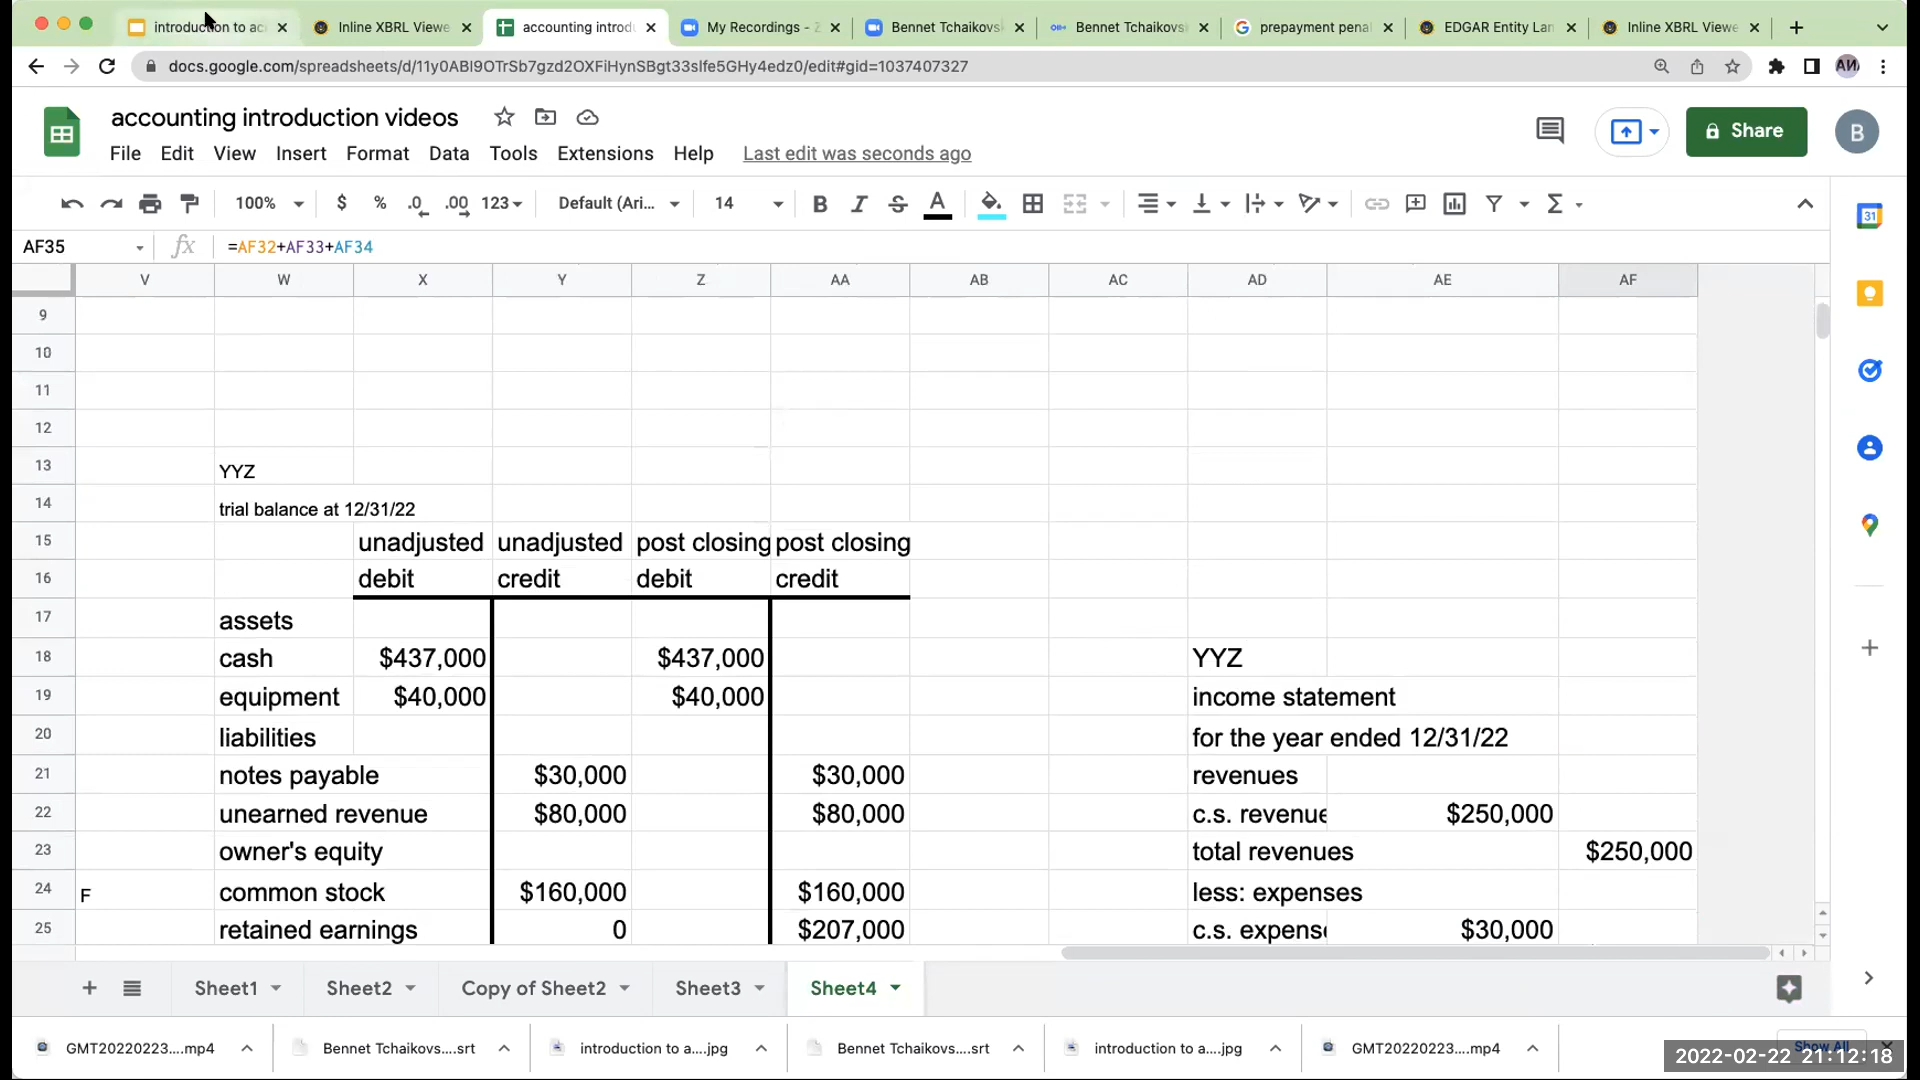 introduction to ac
Inline XBRL Viewe
accounting introdu
My Recordings - Z
Bennet Tchaikovs
Bennet Tchaikovs
prepayment penal
EDGAR Entity Lan
Inline XBRL Viewe
docs.google.com/spreadsheets/d/11y0ABl9OTrSb7gzd2OXFiHynSBgt33slfe5GHy4edz0/edit#gid=1037407327
accounting introduction videos
Share
B
File Edit View Insert Format Data Tools Extensions Help Last edit was seconds ago
100% $ % .0 .00 123 Default (Ari... 14 B I S A Σ
31
AF35 fx =AF32+AF33+AF34
V W X Y Z AA AB AC AD AE AF
9
10
11
12
13 YYZ
14 trial balance at 12/31/22
15 unadjusted unadjusted post closing post closing
16 debit credit debit credit
17 assets
18 cash $437,000 $437,000 YYZ
19 equipment $40,000 $40,000 income statement
20 liabilities for the year ended 12/31/22
21 notes payable $30,000 $30,000 revenues
22 unearned revenue $80,000 $80,000 c.s. revenue $250,000
23 owner's equity total revenues $250,000
24 F common stock $160,000 $160,000 less: expenses
25 retained earnings 0 $207,000 c.s. expense $30,000
Sheet1 Sheet2 Copy of Sheet2 Sheet3 Sheet4
GMT20220223....mp4
Bennet Tchaikovs....srt
introduction to a....jpg
Bennet Tchaikovs....srt
introduction to a....jpg
GMT20220223....mp4
Show All
2022-02-22 21:12:18